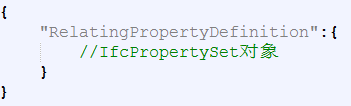 {
"RelatingPropertyDefinition":{
//IfcPropertySet对象
}
}